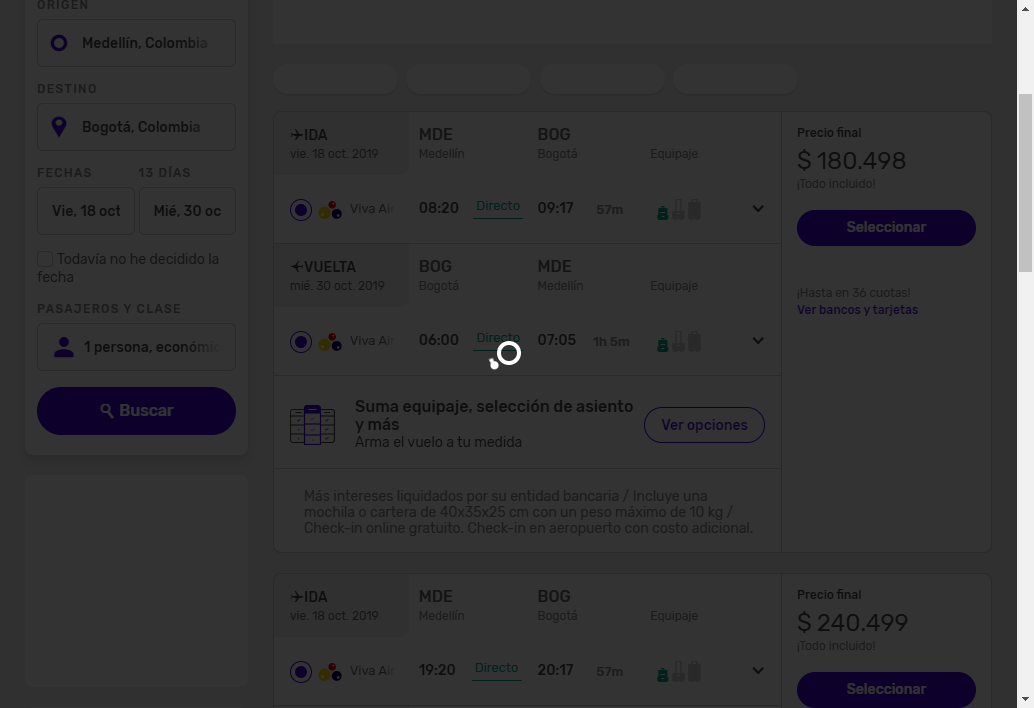 ORIGEN
Medellín, Colombia
DESTINO
Bogotá, Colombia
FECHAS
13 DÍAS
Vie, 18 oct
Mié, 30 oc
Todavía no he decidido la
fecha
PASAJEROS Y CLASE
1 persona, económic
Buscar
IDA
vie. 18 oct. 2019
MDE
Medellín
BOG
Bogotá
Equipaje
Viva Air
08:20
Directo
09:17
57m
VUELTA
mié. 30 oct. 2019
BOG
Bogotá
MDE
Medellín
Equipaje
Viva Air
06:00
Directo
07:05
1h 5m
Suma equipaje, selección de asiento
y más
Arma el vuelo a tu medida
Ver opciones
Más intereses liquidados por su entidad bancaria / Incluye una
mochila o cartera de 40x35x25 cm con un peso máximo de 10 kg /
Check-in online gratuito. Check-in en aeropuerto con costo adicional.
Precio final
$ 180.498
¡Todo incluido!
Seleccionar
¡Hasta en 36 cuotas!
Ver bancos y tarjetas
IDA
vie. 18 oct. 2019
MDE
Medellín
BOG
Bogotá
Equipaje
Viva Air
19:20
Directo
20:17
57m
Precio final
$ 240.499
¡Todo incluido!
Seleccionar